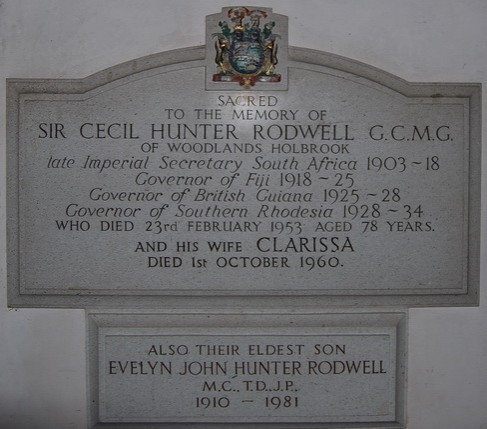 SACRED
TO THE MEMORY OF
SIR CECIL HUNTER RODWELL G.C.M.G.
OF WOODLANDS HOLBROOK
late Imperial Secretary South Africa 1903~18
Governor of Fiji 1918~25
Governor of British Guiana 1925~28
Governor of Southern Rhodesia 1928~34
WHO DIED 23rd FEBRUARY 1953 AGED 78 YEARS.
AND HIS WIFE CLARISSA
DIED 1st OCTOBER 1960.
ALSO THEIR ELDEST SON
EVELYN JOHN HUNTER RODWELL
M.C., T.D., J.P.,
1910 – 1981